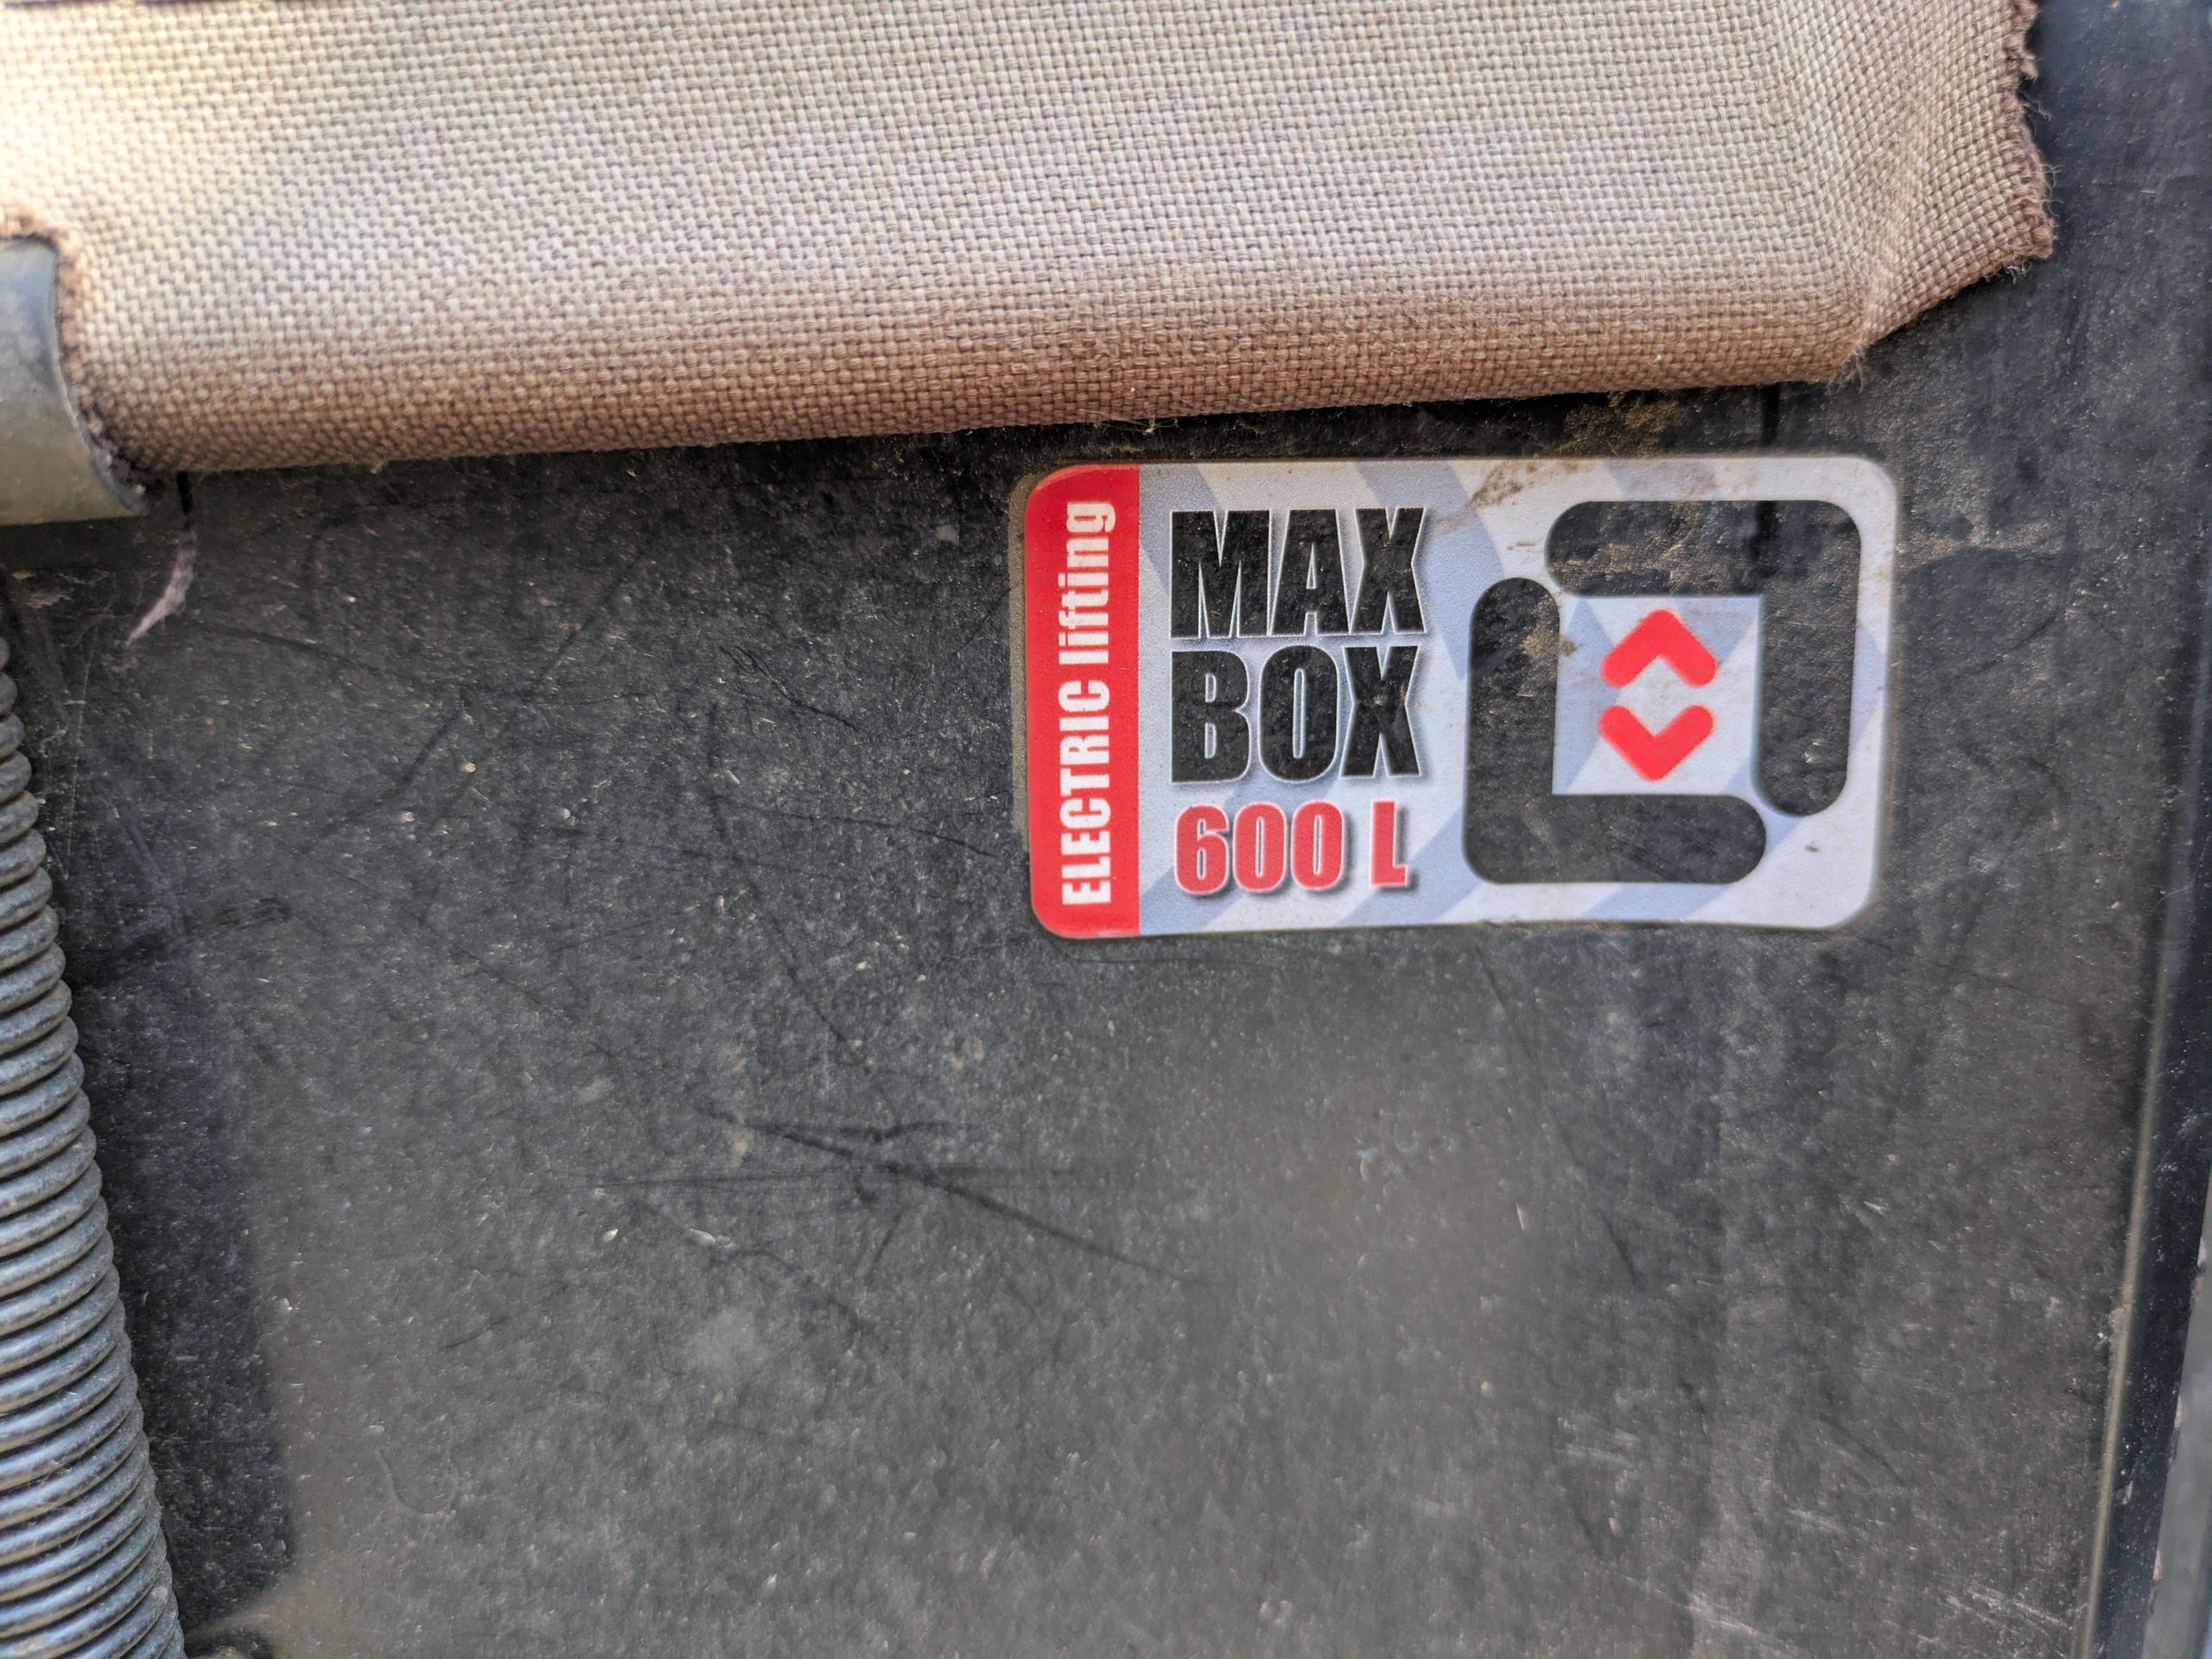 ELECTRIC lifting
MAX
BOX
600 L